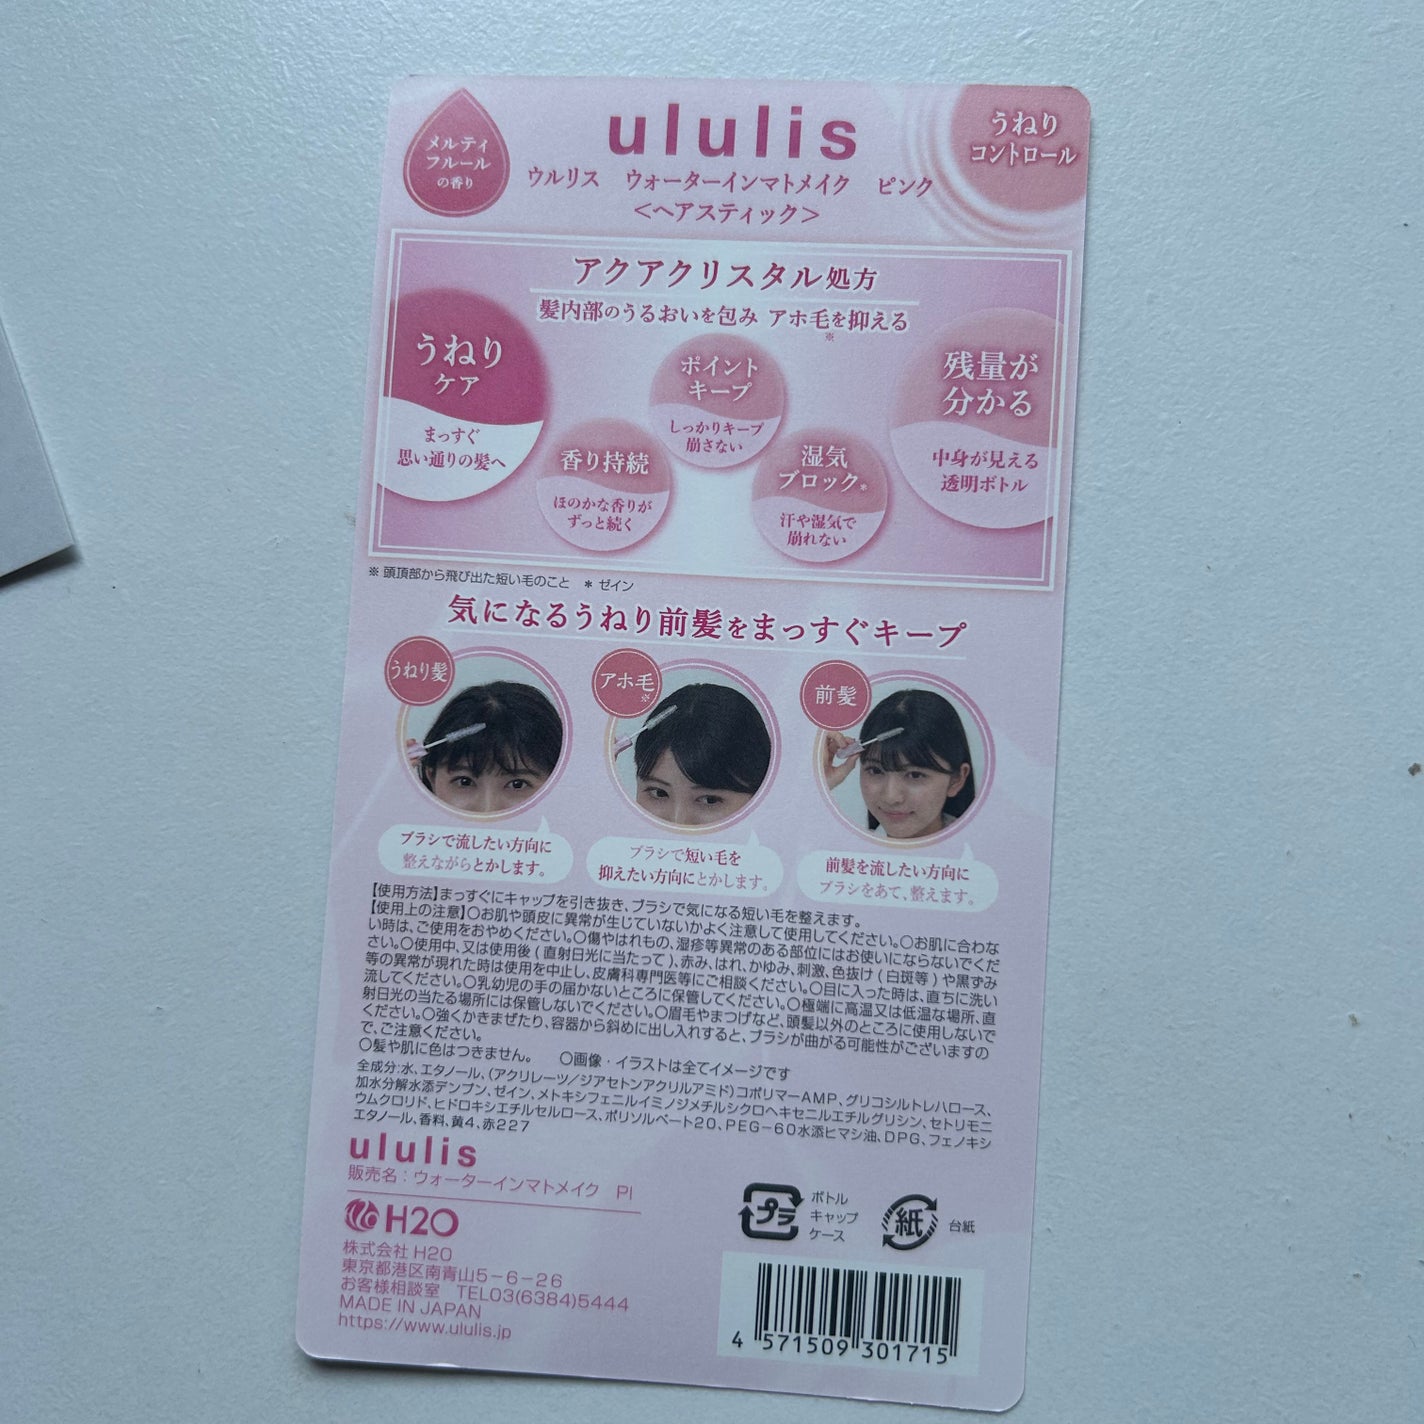 メルティ
フルール
の香り
ululis
ウルリス ウォーターインマトメイク ピンク
<ヘアスティック>
うねり
コントロール
アクアクリスタル処方
髪内部のうるおいを包み アホ毛を抑える
※
うねり
ケア
まっすぐ
思い通りの髪へ
香り持続
ほのかな香りが
ずっと続く
ポイント
キープ
しっかりキープ
崩さない
湿気
ブロック*
汗や湿気で
崩れない
残量が
分かる
中身が見える
透明ボトル
※ 頭頂部から飛び出た短い毛のこと * ゼイン
気になるうねり前髪をまっすぐキープ
うねり髪
ブラシで流したい方向に
整えながらとかします。
アホ毛
※
ブラシで短い毛を
抑えたい方向にとかします。
前髪
前髪を流したい方向に
ブラシをあて、整えます。
【使用方法】まっすぐにキャップを引き抜き、ブラシで気になる短い毛を整えます。
【使用上の注意】○お肌や頭皮に異常が生じていないかよく注意して使用してください。○お肌に合わな
い時は、ご使用をおやめください。○傷やはれもの、湿疹等異常のある部位にはお使いにならないでくだ
さい。○使用中、又は使用後(直射日光に当たって)、赤み、はれ、かゆみ、刺激、色抜け(白斑等)や黒ずみ
等の異常が現れた時は使用を中止し、皮膚科専門医等にご相談ください。○目に入った時は、直ちに洗い
流してください。○乳幼児の手の届かないところに保管してください。○極端に高温又は低温な場所、直
射日光の当たる場所には保管しないでください。○眉毛やまつげなど、頭髪以外のところに使用しないで
ください。○強くかきまぜたり、容器から斜めに出し入れすると、ブラシが曲がる可能性がございますの
で、ご注意ください。
○髪や肌に色はつきません。 ○画像・イラストは全てイメージです
全成分:水、エタノール、(アクリレーツ/ジアセトンアクリルアミド)コポリマーAMP、グリコシルトレハロース、
加水分解水添デンプン、ゼイン、メトキシフェニルイミノジメチルシクロヘキセニルエチルグリシン、セトリモニ
ウムクロリド、ヒドロキシエチルセルロース、ポリソルベート20、PEG-60水添ヒマシ油、DPG、フェノキシ
エタノール、香料、黄4、赤227
ululis
販売名:ウォーターインマトメイク PI
H2O
株式会社 H2O
東京都港区南青山5-6-26
お客様相談室 TEL03(6384)5444
MADE IN JAPAN
https://www.ululis.jp
プラ
ボトル
キャップ
ケース
紙
台紙
4 571509 301715